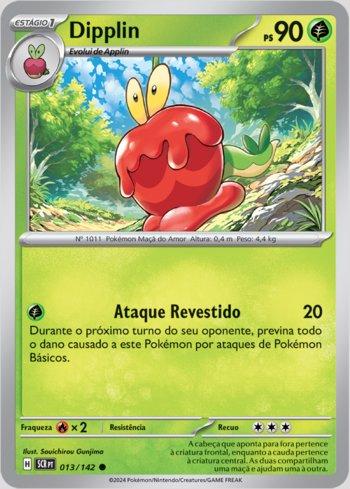 ESTÁGIO 1 Dipplin PS 90
Evolui de Applin
Nº 1011 Pokémon Maçã do Amor Altura: 0,4 m Peso: 4,4 kg
Ataque Revestido 20
Durante o próximo turno do seu oponente, previna todo
o dano causado a este Pokémon por ataques de Pokémon
Básicos.
Fraqueza ×2 Resistência Recuo
Ilust. Souichirou Gunjima
H SCR PT 013/142
A cabeça que aponta para fora pertence
à criatura frontal, enquanto a cauda pertence
à criatura central. As duas compartilham
uma maçã e ajudam uma à outra.
©2024 Pokémon/Nintendo/Creatures/GAME FREAK